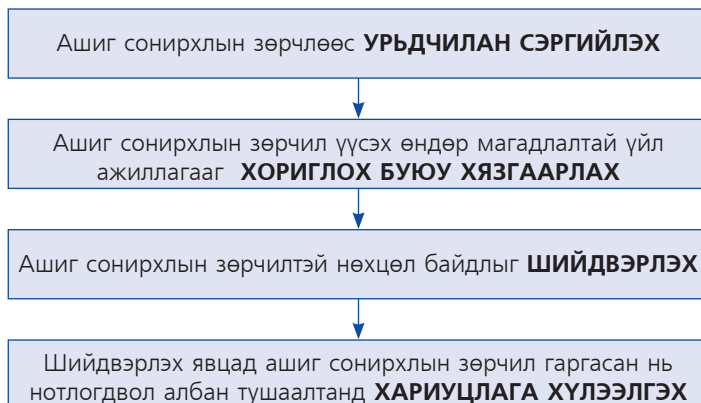 Ашиг сонирхлын зөрчлөөс УРЬДЧИЛАН СЭРГИЙЛЭХ
Ашиг сонирхлын зөрчил үүсэх өндөр магадлалтай үйл
ажиллагааг ХОРИГЛОХ БУЮУ ХЯЗГААРЛАХ
Ашиг сонирхлын зөрчилтэй нөхцөл байдлыг ШИЙДВЭРЛЭХ
Шийдвэрлэх явцад ашиг сонирхлын зөрчил гаргасан нь
нотлогдвол албан тушаалтанд ХАРИУЦЛАГА ХҮЛЭЭЛГЭХ